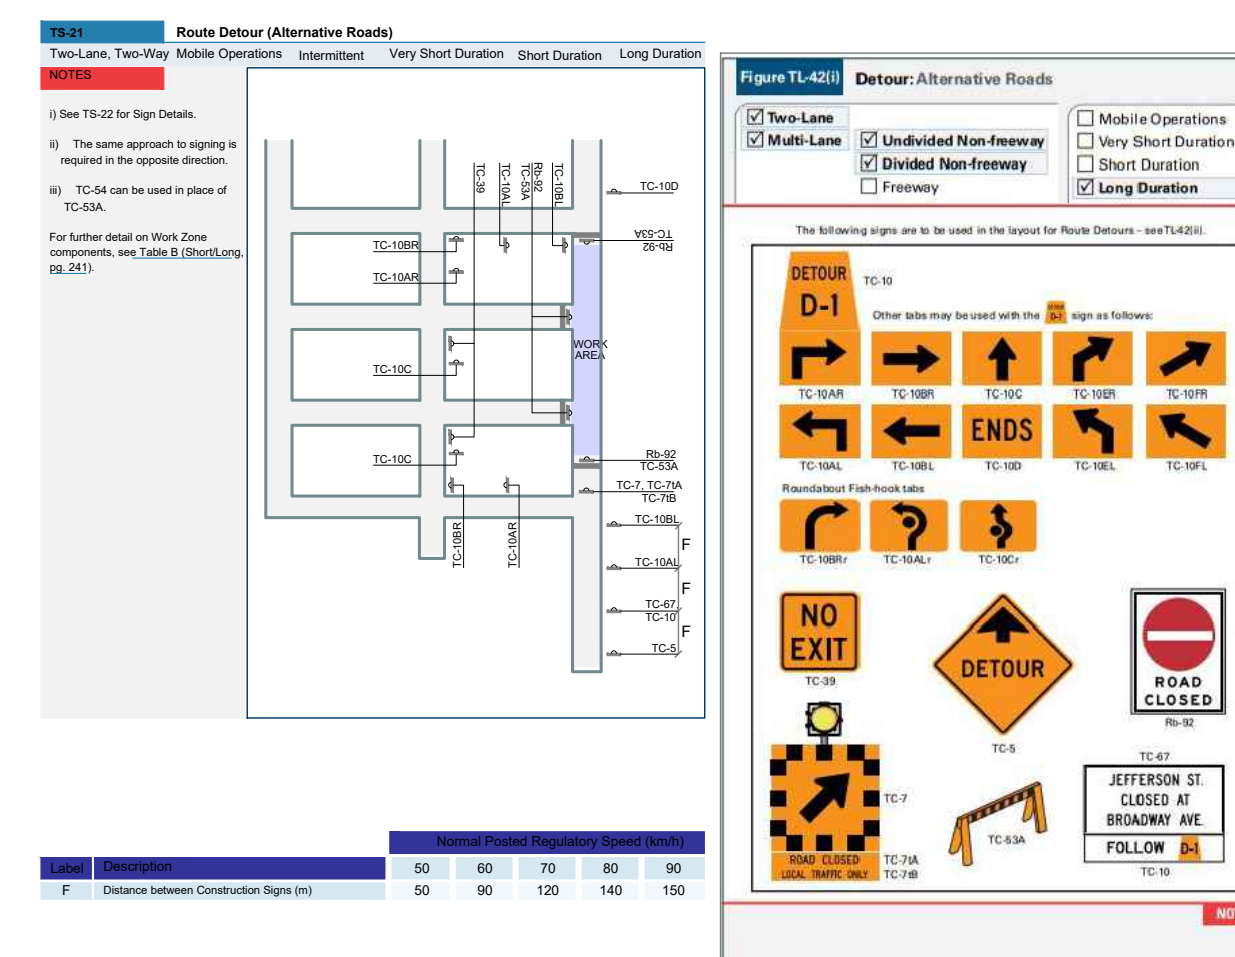 TS-21 Route Detour (Alternative Roads)
Two-Lane, Two-Way Mobile Operations Intermittent Very Short Duration Short Duration Long Duration
NOTES
i) See TS-22 for Sign Details.
ii) The same approach to signing is
required in the opposite direction.
iii) TC-54 can be used in place of
TC-53A.
For further detail on Work Zone
components, see Table B (Short/Long,
pg. 241).
TC-39
TC-10AL
TC-53A
Rb-92
TC-10BL
TC-10D
TC-53A
Rb-92
TC-10BR
TC-10AR
WORK
AREA
TC-10C
TC-10C
Rb-92
TC-53A
TC-7, TC-7tA
TC-7tB
TC-10BL
F
TC-10AL
F
TC-67
TC-10
F
TC-5
TC-10BR
TC-10AR
Normal Posted Regulatory Speed (km/h)
Label Description 50 60 70 80 90
F Distance between Construction Signs (m) 50 90 120 140 150
Figure TL-42(i) Detour: Alternative Roads
Two-Lane
Multi-Lane
Undivided Non-freeway
Divided Non-freeway
Freeway
Mobile Operations
Very Short Duration
Short Duration
Long Duration
The following signs are to be used in the layout for Route Detours - see TL-42(ii).
DETOUR
D-1
TC-10
Other tabs may be used with the DETOUR D-1 sign as follows:
TC-10AR TC-10BR TC-10C TC-10ER TC-10FR
ENDS
TC-10AL TC-10BL TC-10D TC-10EL TC-10FL
Roundabout Fish-hook tabs
TC-10BRr TC-10ALr TC-10Cr
NO
EXIT
TC-39
DETOUR
TC-5
ROAD
CLOSED
Rb-92
TC-7
ROAD CLOSED
LOCAL TRAFFIC ONLY
TC-7tA
TC-7tB
TC-53A
TC-67
JEFFERSON ST.
CLOSED AT
BROADWAY AVE.
FOLLOW D-1
TC-10